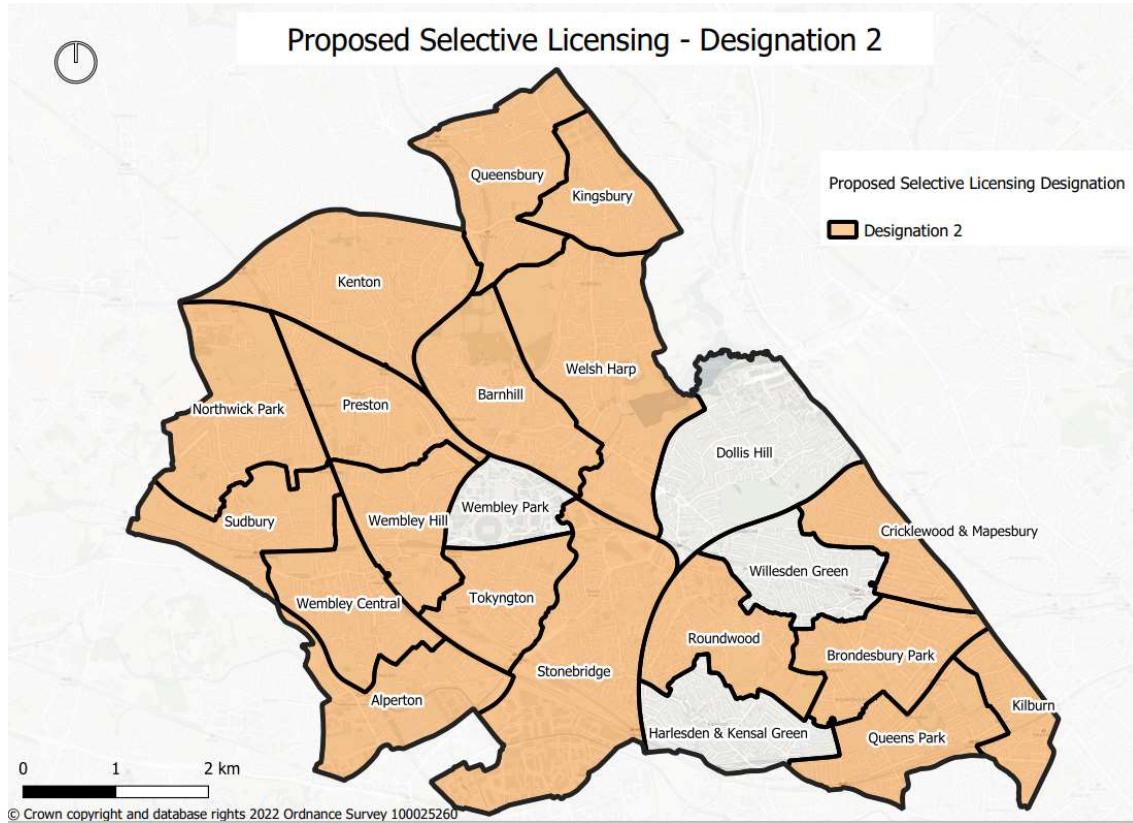 Proposed Selective Licensing - Designation 2
Queensbury
Kingsbury
Proposed Selective Licensing Designation
Designation 2
Kenton
Welsh Harp
Barnhill
Northwick Park
Preston
Dollis Hill
Wembley Park
Sudbury
Wembley Hill
Cricklewood & Mapesbury
Willesden Green
Tokyngton
Wembley Central
Roundwood
Brondesbury Park
Stonebridge
Alperton
Kilburn
Harlesden & Kensal Green
Queens Park
0 1 2 km
© Crown copyright and database rights 2022 Ordnance Survey 100025260